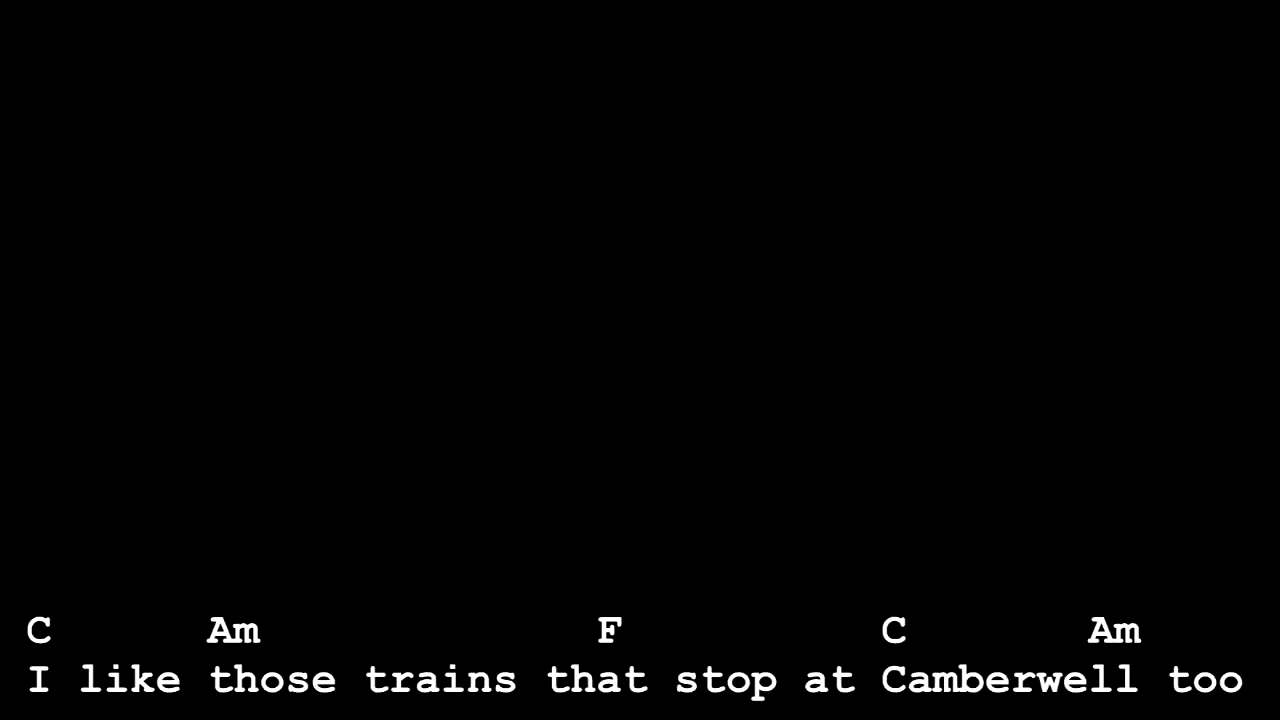 C      Am             F          C       Am
I like those trains that stop at Camberwell too